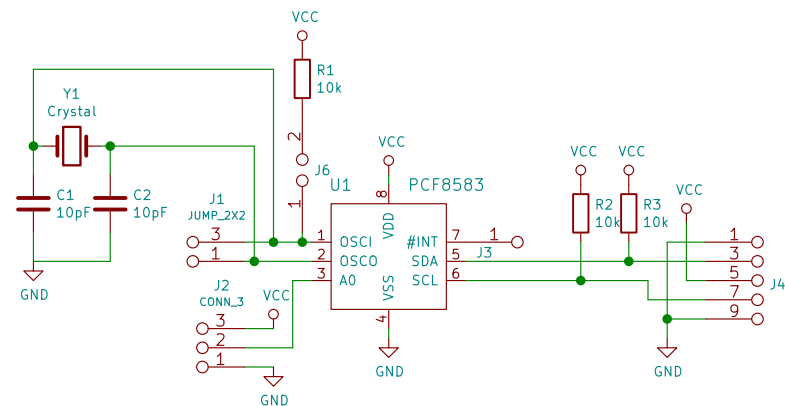 VCC
Y1
Crystal
R1
10k
2
J6
1
VCC
U1
PCF8583
8
VDD
C1
10pF
C2
10pF
GND
J1
JUMP_2X2
3
1
1
OSCI
2
OSCO
3
A0
#INT
7
SDA
5
SCL
6
VSS
4
GND
1
J3
J2
CONN_3
VCC
3
2
1
GND
VCC
VCC
R2
10k
R3
10k
VCC
1
3
5
7
9
J4
GND